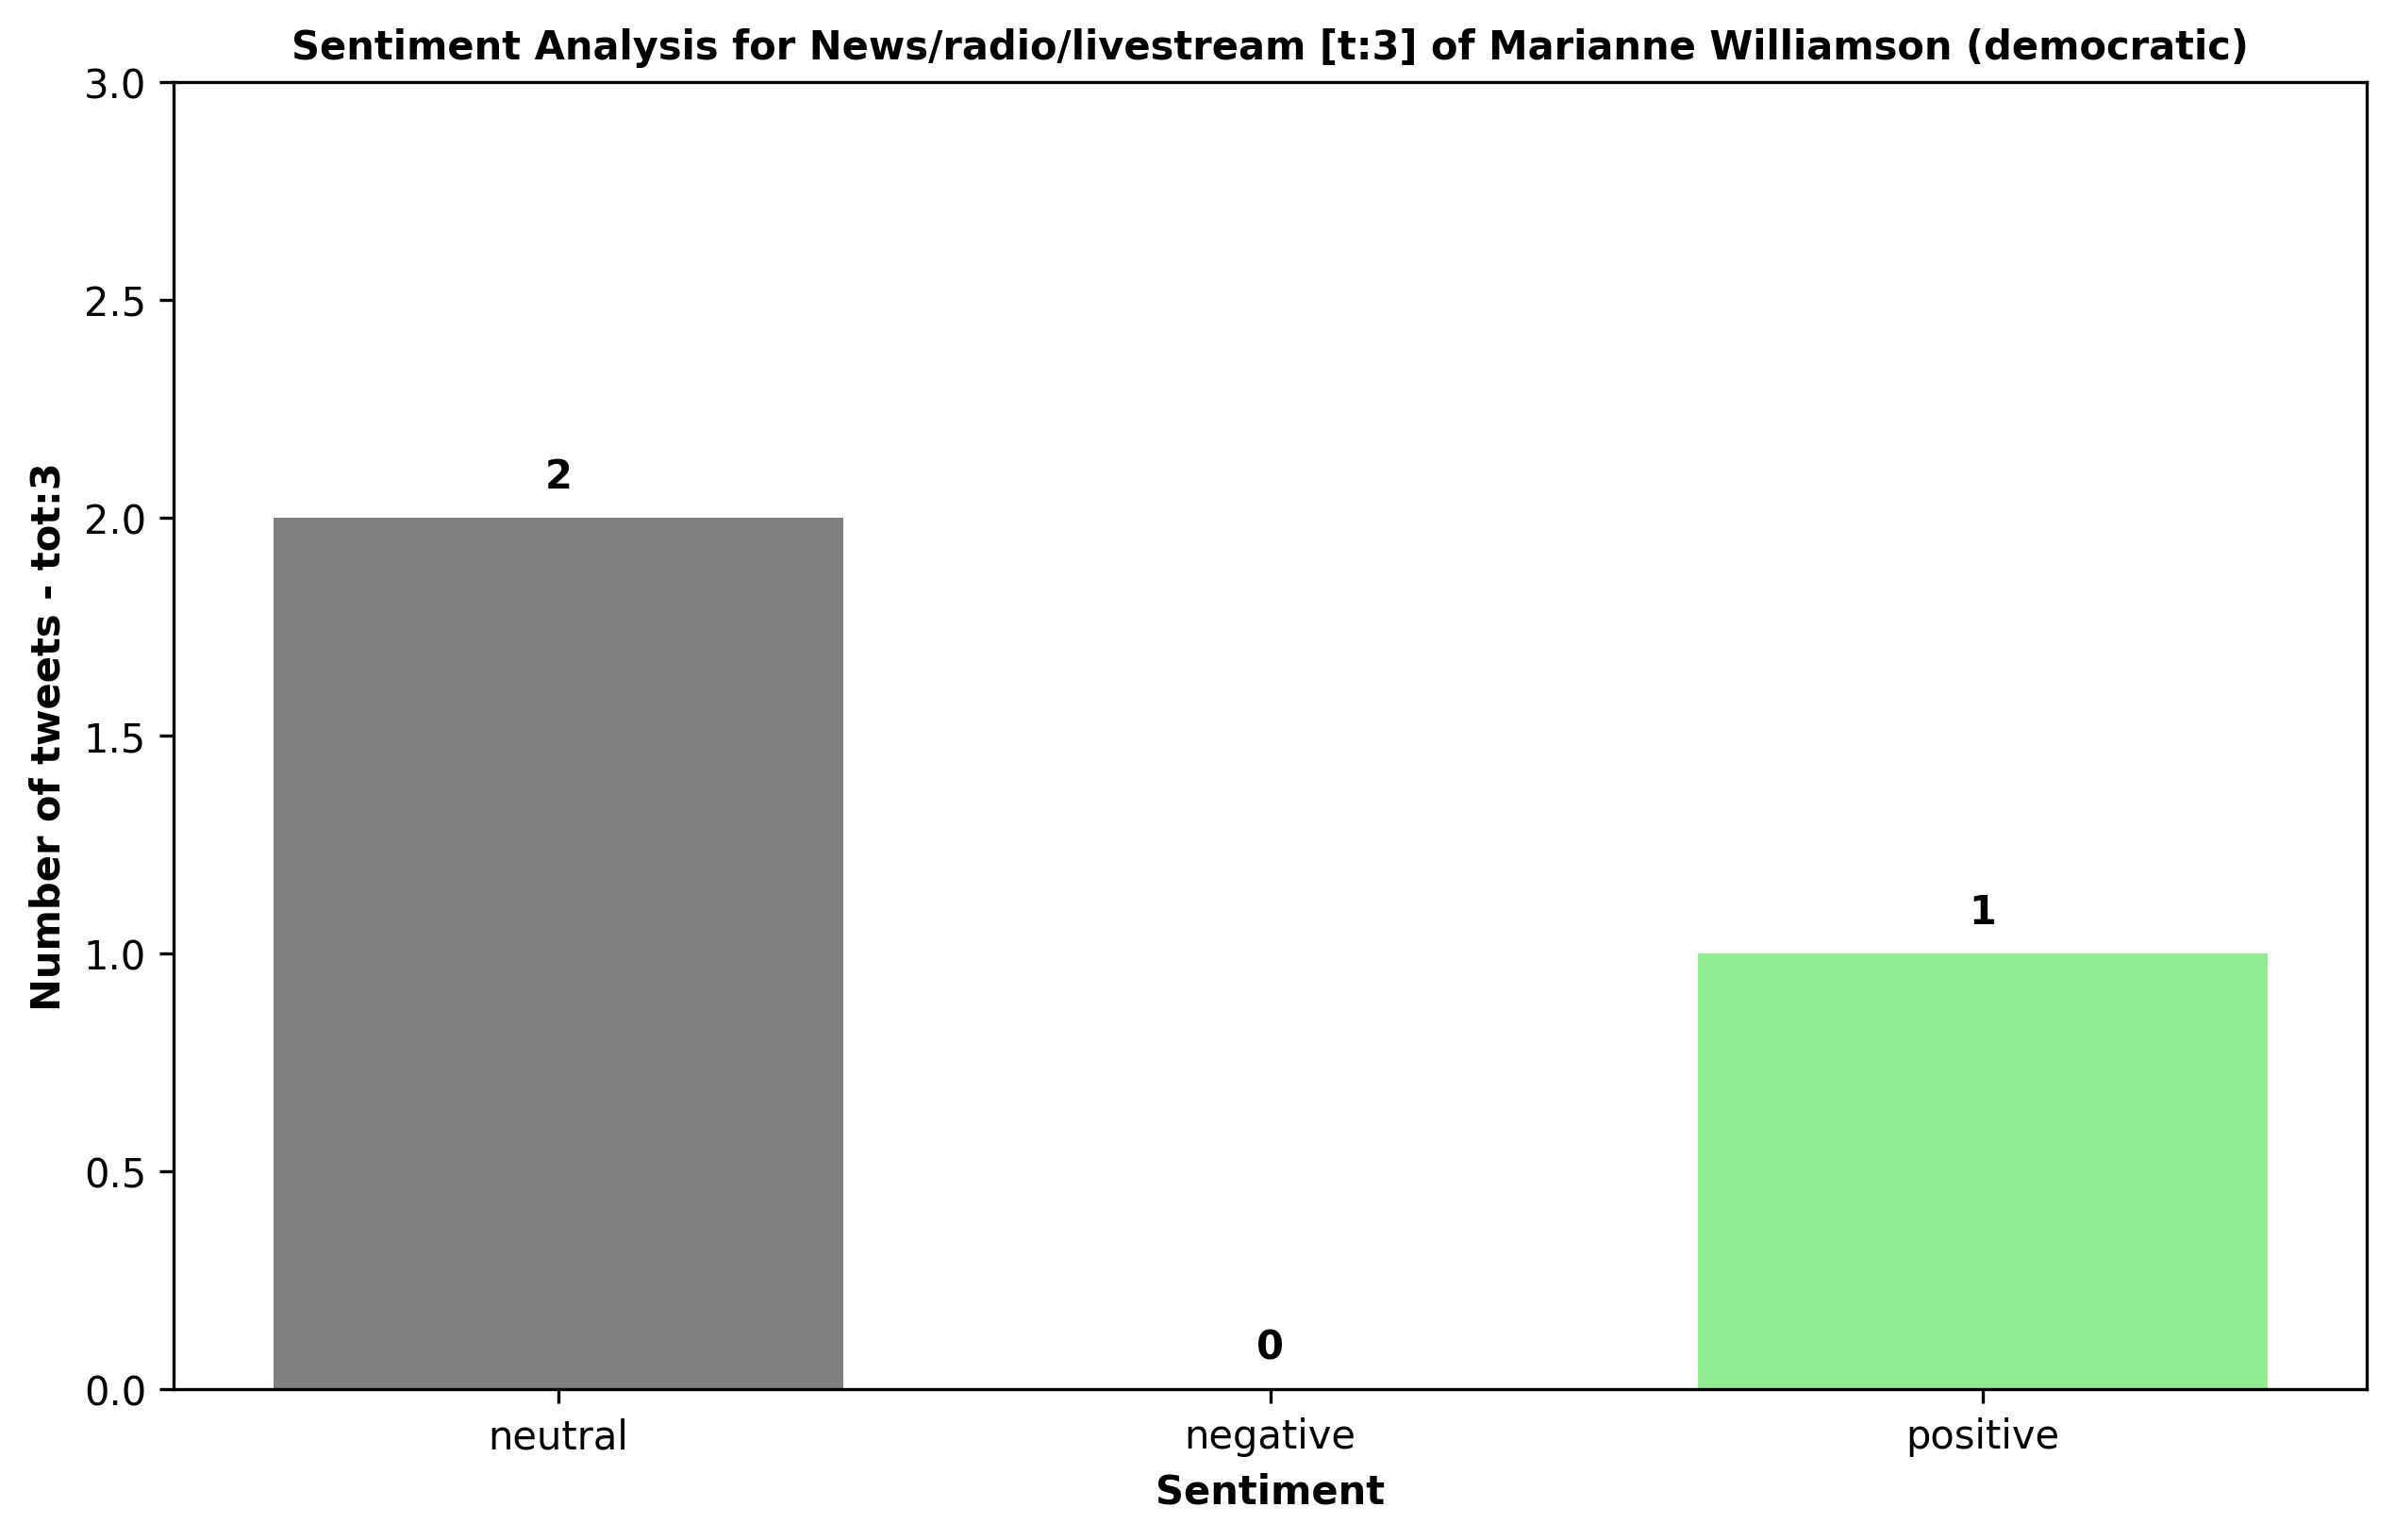 Sentiment Analysis for News/radio/livestream [t:3] of Marianne Williamson (democratic)
Number of tweets - tot:3
3.0
2.5
2.0
1.5
1.0
0.5
0.0
2
0
1
neutral
negative
positive
Sentiment